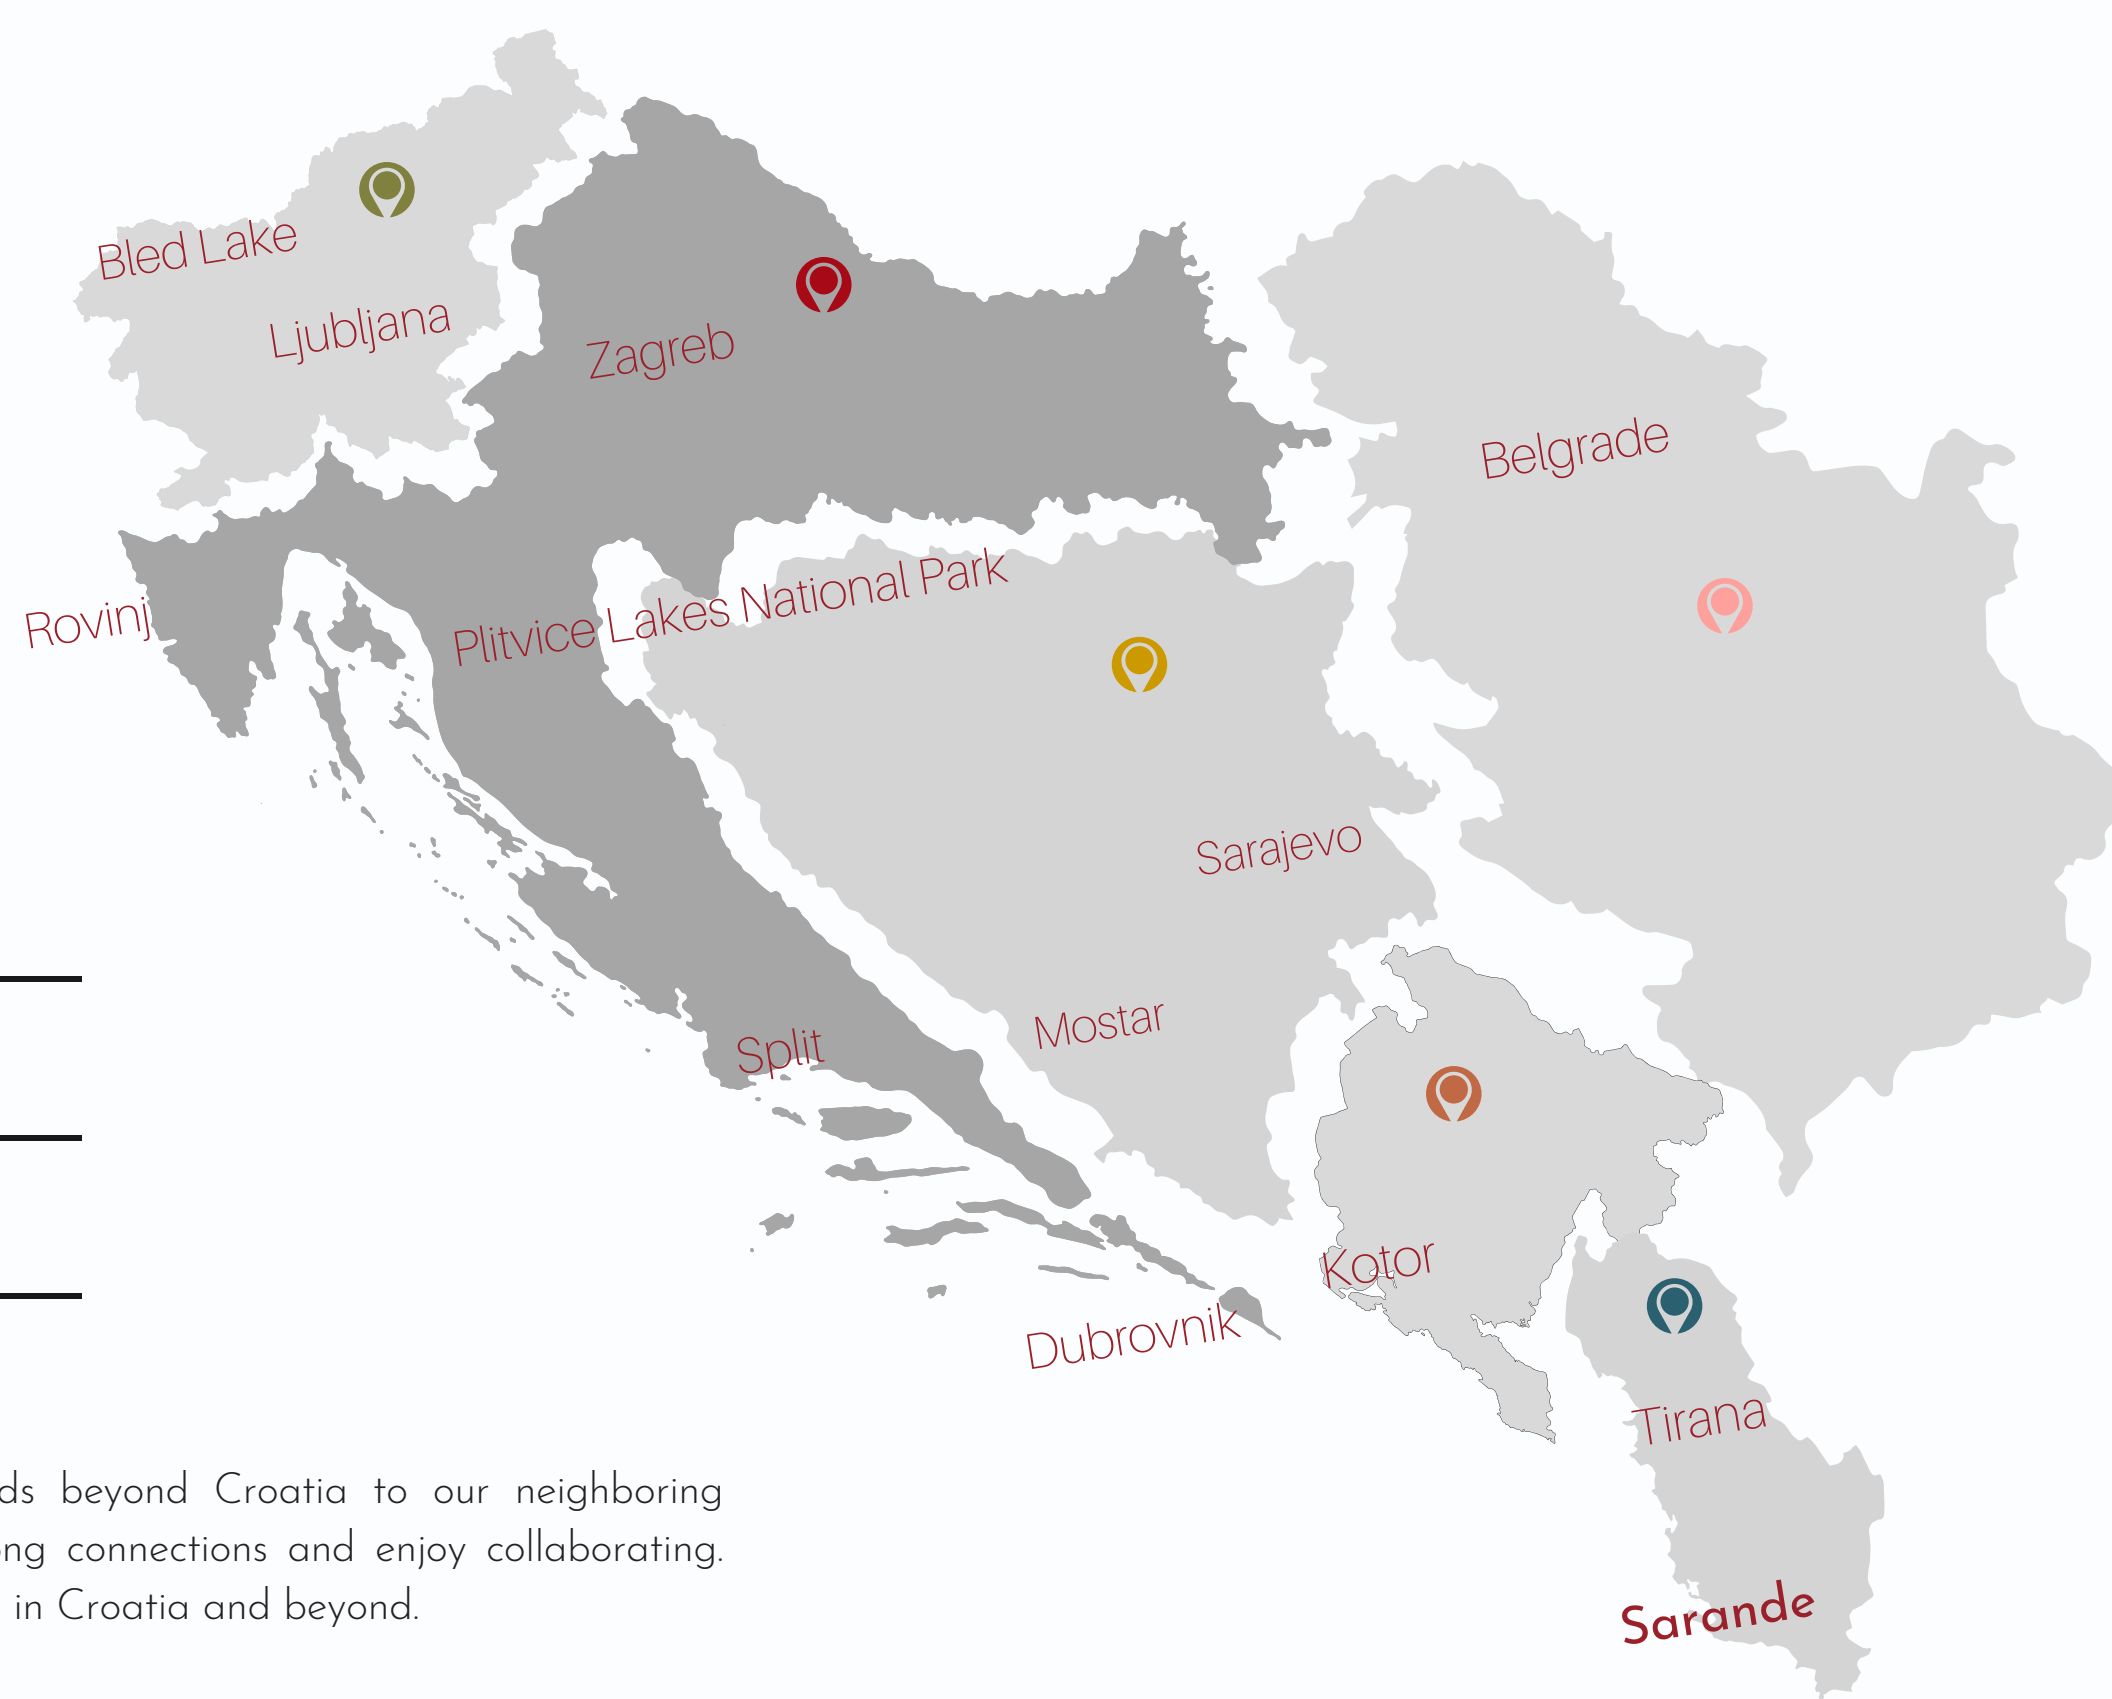 Bled Lake
Ljubljana
Zagreb
Belgrade
Rovinj
Plitvice Lakes National Park
Sarajevo
Mostar
Split
Kotor
Dubrovnik
Tirana
beyond Croatia to our neighboring
connections and enjoy collaborating.
in Croatia and beyond.
Sarande